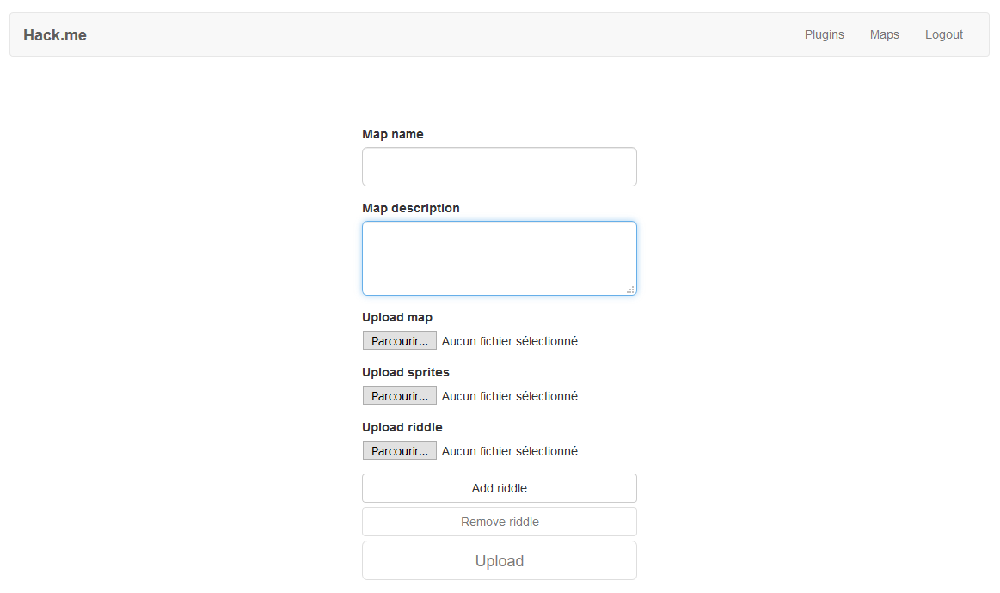 Hack.me Plugins Maps Logout
Map name
Map description
Upload map
Parcourir... Aucun fichier sélectionné.
Upload sprites
Parcourir... Aucun fichier sélectionné.
Upload riddle
Parcourir... Aucun fichier sélectionné.
Add riddle
Remove riddle
Upload